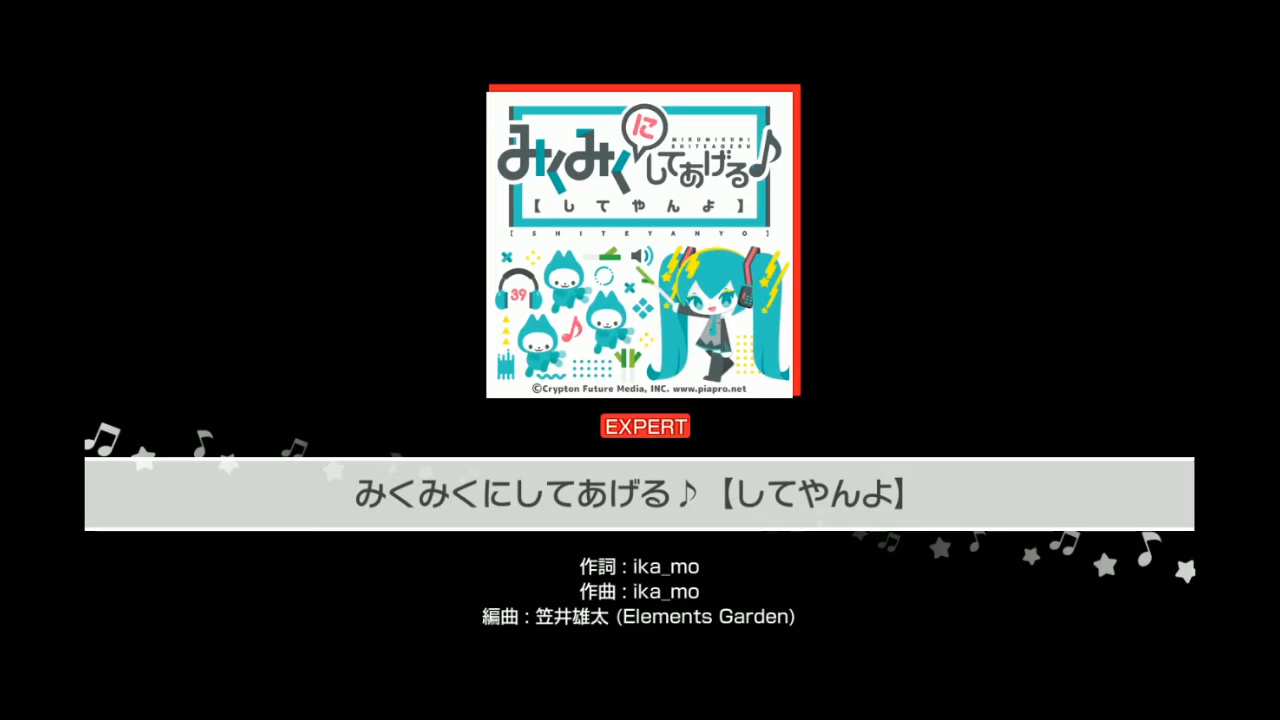 みくみくにしてあげる♪
MIKUMIKUNI
SHITEAGERU
【してやんよ】
[SHITEYANYO]
39
©Crypton Future Media, INC. www.piapro.net
EXPERT
みくみくにしてあげる♪【してやんよ】
作詞 : ika_mo
作曲 : ika_mo
編曲 : 笠井雄太 (Elements Garden)